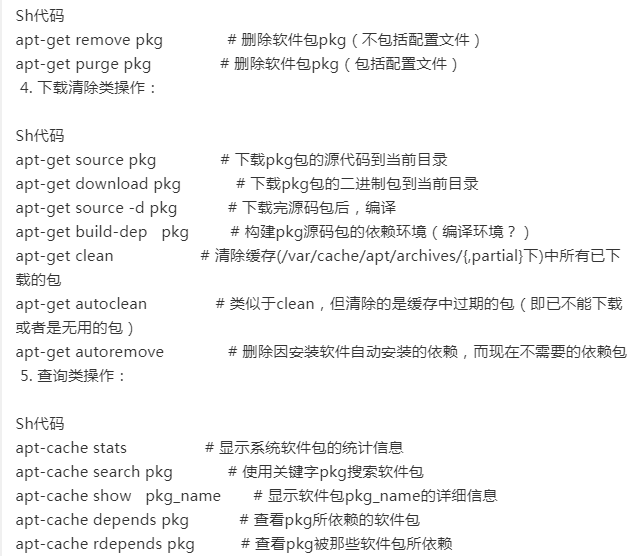 Sh代码
apt-get remove pkg # 删除软件包pkg（不包括配置文件）
apt-get purge pkg # 删除软件包pkg（包括配置文件）
4. 下载清除类操作：
Sh代码
apt-get source pkg # 下载pkg包的源代码到当前目录
apt-get download pkg # 下载pkg包的二进制包到当前目录
apt-get source -d pkg # 下载完源码包后，编译
apt-get build-dep pkg # 构建pkg源码包的依赖环境（编译环境？）
apt-get clean # 清除缓存(/var/cache/apt/archives/{,partial}下)中所有已下
载的包
apt-get autoclean # 类似于clean，但清除的是缓存中过期的包（即已不能下载
或者是无用的包）
apt-get autoremove # 删除因安装软件自动安装的依赖，而现在不需要的依赖包
5. 查询类操作：
Sh代码
apt-cache stats # 显示系统软件包的统计信息
apt-cache search pkg # 使用关键字pkg搜索软件包
apt-cache show pkg_name # 显示软件包pkg_name的详细信息
apt-cache depends pkg # 查看pkg所依赖的软件包
apt-cache rdepends pkg # 查看pkg被那些软件包所依赖